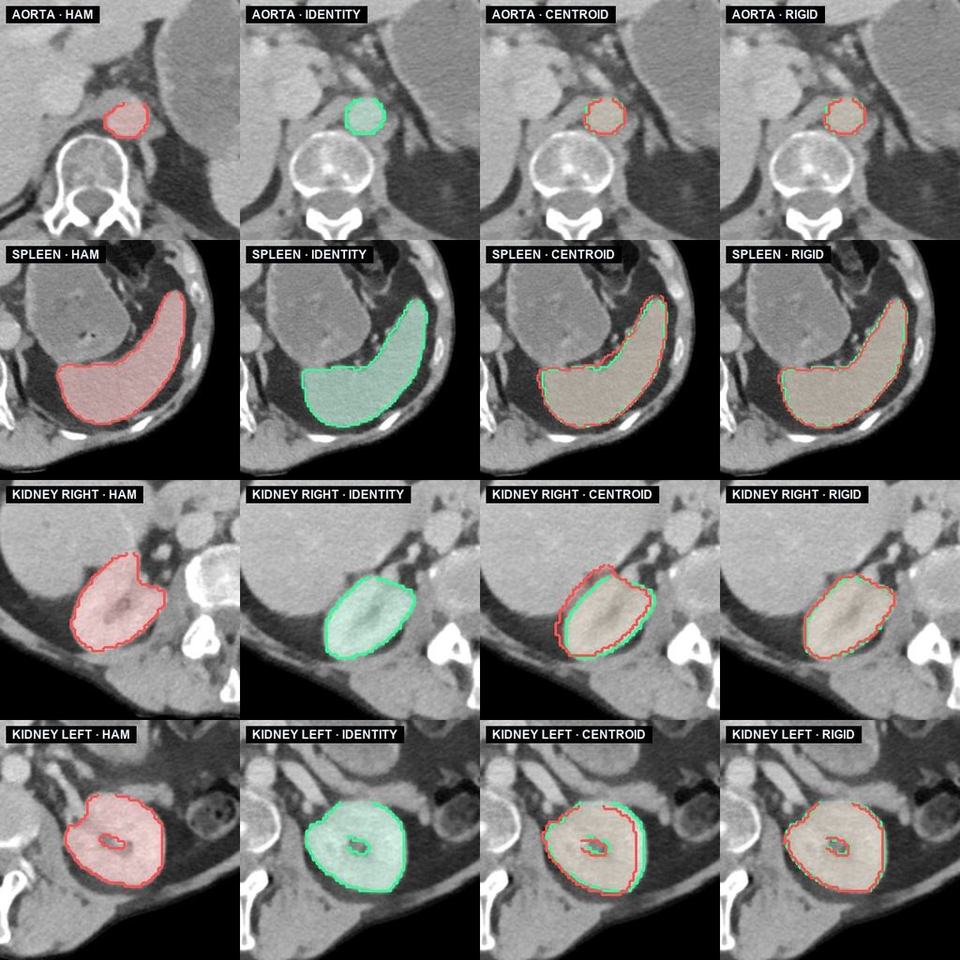 AORTA · HAM
AORTA · IDENTITY
AORTA · CENTROID
AORTA · RIGID
SPLEEN · HAM
SPLEEN · IDENTITY
SPLEEN · CENTROID
SPLEEN · RIGID
KIDNEY RIGHT · HAM
KIDNEY RIGHT · IDENTITY
KIDNEY RIGHT · CENTROID
KIDNEY RIGHT · RIGID
KIDNEY LEFT · HAM
KIDNEY LEFT · IDENTITY
KIDNEY LEFT · CENTROID
KIDNEY LEFT · RIGID